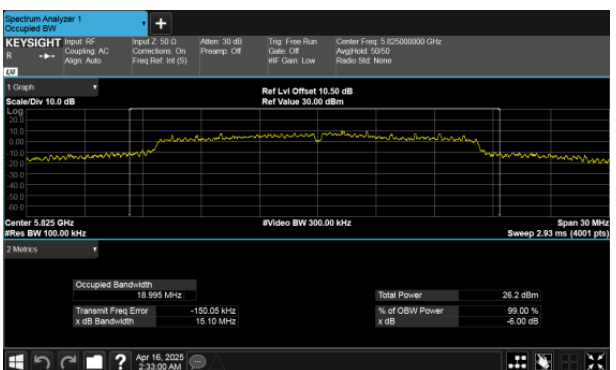 Spectrum Analyzer 1
Occupied BW
+
KEYSIGHT Input: RF Input Z: 50 Ω Atten: 30 dB Trig: Free Run Center Freq: 5.825000000 GHz
R Coupling: AC Corrections: On Preamp: Off Gate: Off Avg|Hold: 50/50
Align: Auto Freq Ref: Int (S) #IF Gain: Low Radio Std: None
LXI
1 Graph
Ref Lvl Offset 10.50 dB
Scale/Div 10.0 dB Ref Value 30.00 dBm
Log
20.0
10.0
0.00
-10.0
-20.0
-30.0
-40.0
-50.0
-60.0
Center 5.825 GHz #Video BW 300.00 kHz Span 30 MHz
#Res BW 100.00 kHz Sweep 2.93 ms (4001 pts)
2 Metrics
Occupied Bandwidth
18.995 MHz Total Power 26.2 dBm
Transmit Freq Error -150.05 kHz % of OBW Power 99.00 %
x dB Bandwidth 15.10 MHz x dB -6.00 dB
? Apr 16, 2025
2:33:00 AM